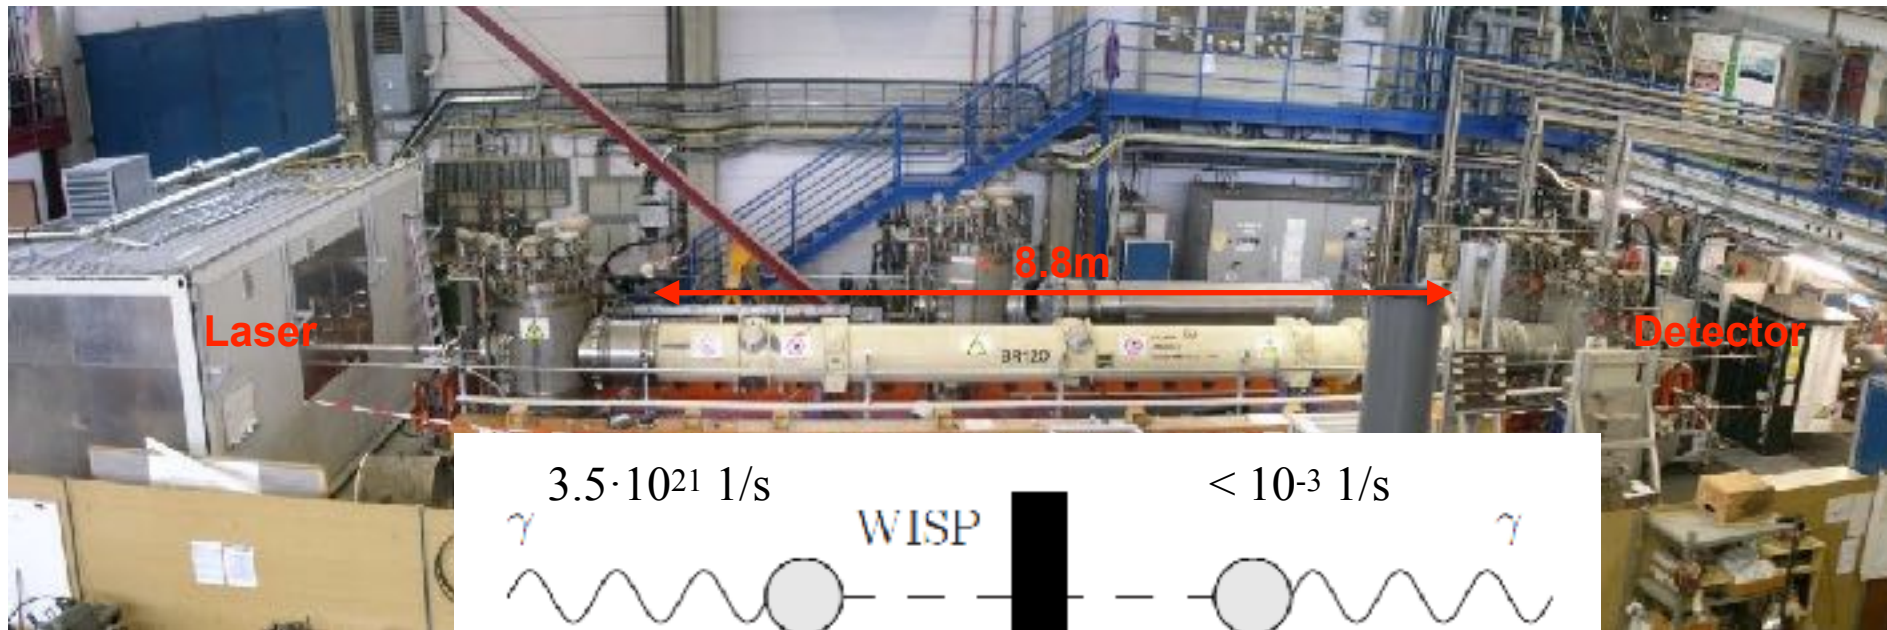 8.8m
Laser
Detector
BR12D
3.5·10²¹ 1/s
< 10⁻³ 1/s
γ
WISP
γ